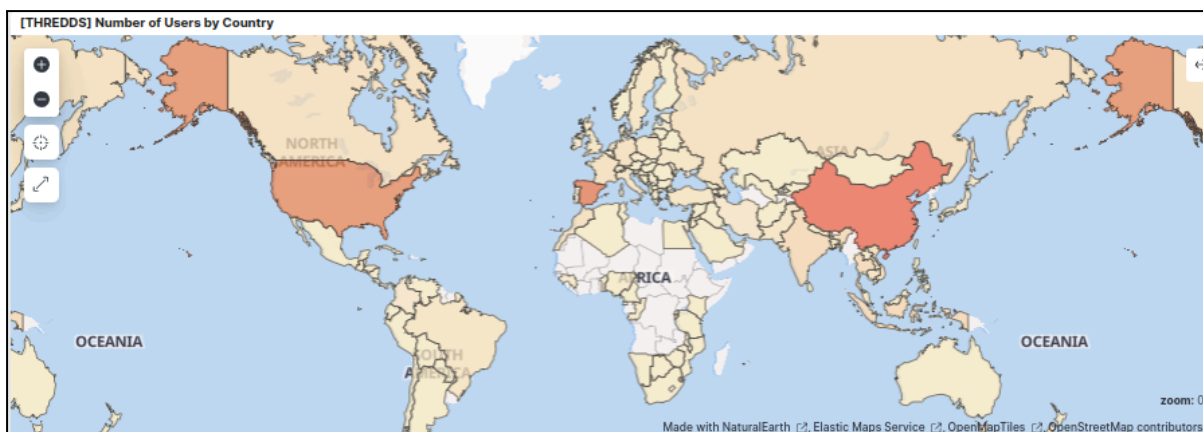 [THREDDS] Number of Users by Country
NORTH
AMERICA
ASIA
AFRICA
OCEANIA
OCEANIA
SOUTH
AMERICA
zoom: 0
Made with NaturalEarth, Elastic Maps Service, OpenMapTiles, OpenStreetMap contributors